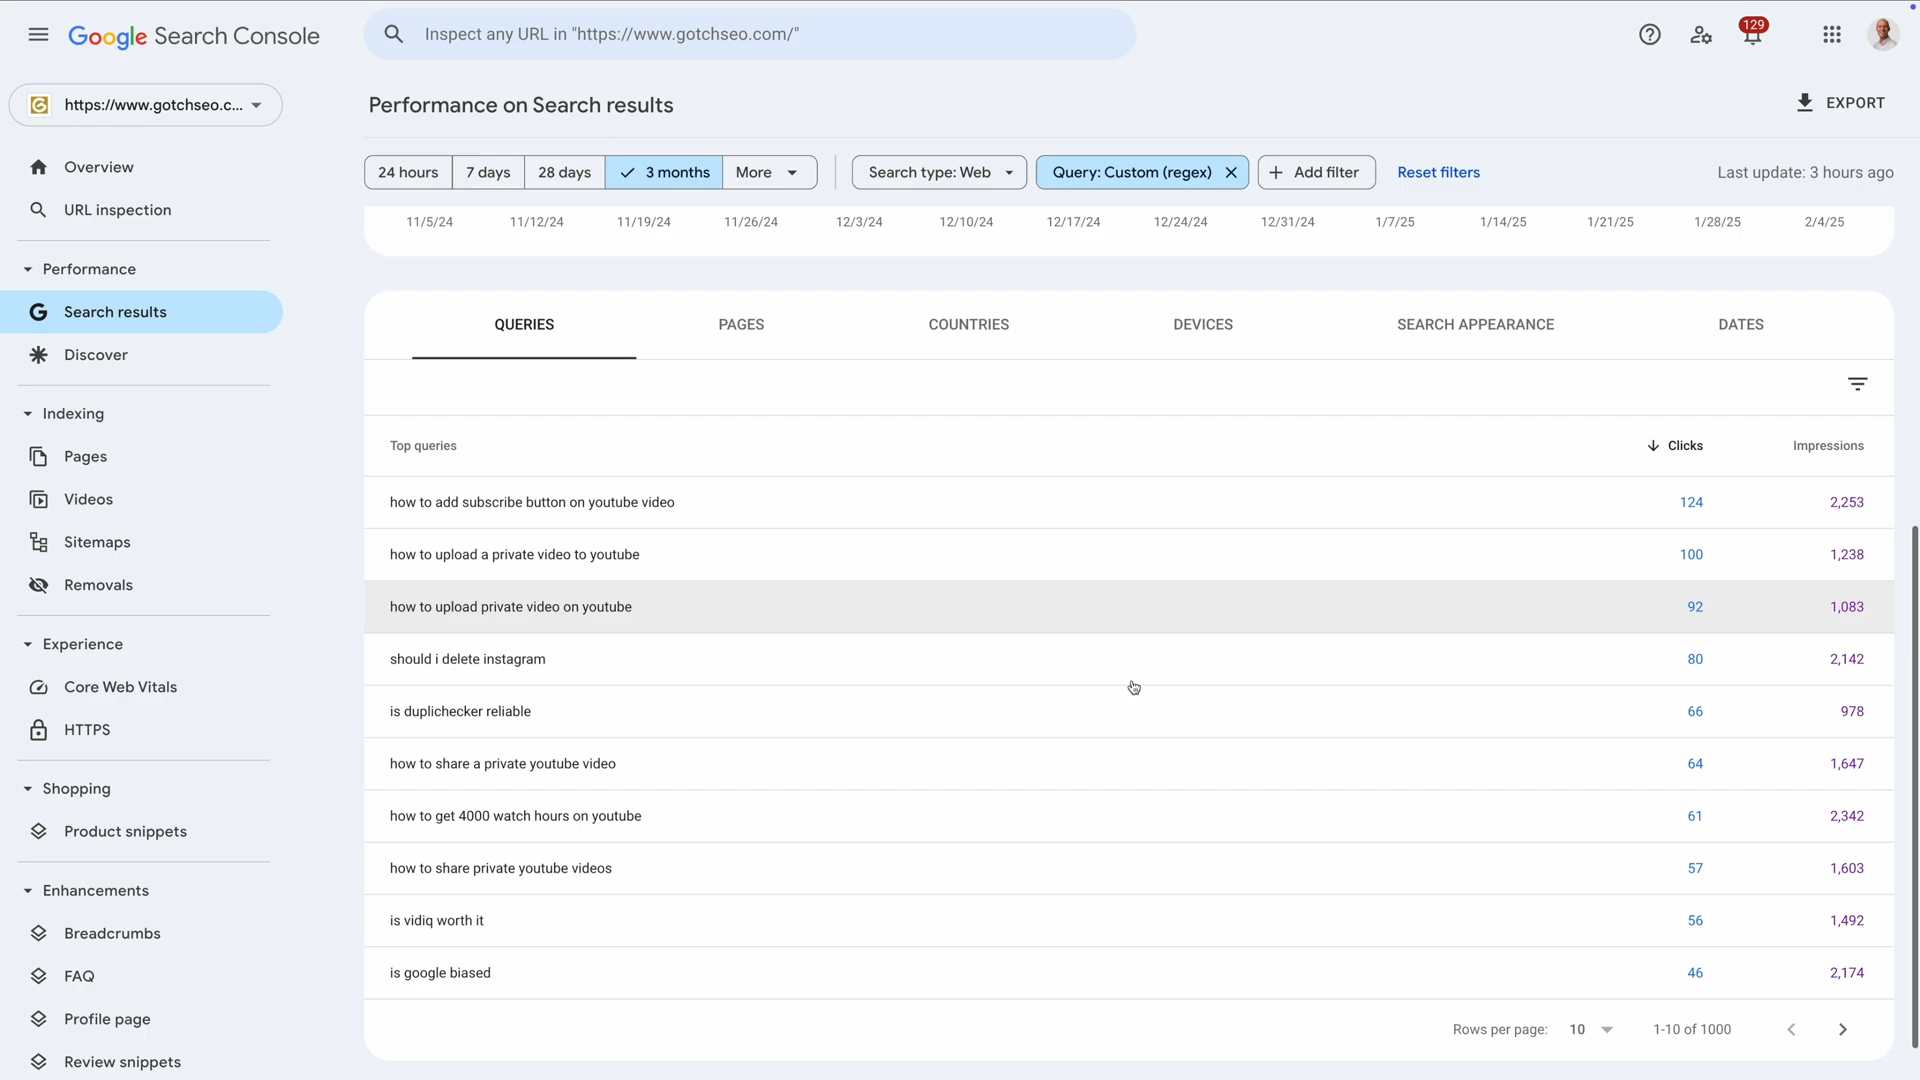 Google Search Console
Inspect any URL in "https://www.gotchseo.com/"
129
https://www.gotchseo.c...
Performance on Search results
EXPORT
24 hours
7 days
28 days
3 months
More
Search type: Web
Query: Custom (regex)
Add filter
Reset filters
Last update: 3 hours ago
Overview
URL inspection
Performance
Search results
Discover
Indexing
Pages
Videos
Sitemaps
Removals
Experience
Core Web Vitals
HTTPS
Shopping
Product snippets
Enhancements
Breadcrumbs
FAQ
Profile page
Review snippets
11/5/24 11/12/24 11/19/24 11/26/24 12/3/24 12/10/24 12/17/24 12/24/24 12/31/24 1/7/25 1/14/25 1/21/25 1/28/25 2/4/25
QUERIES PAGES COUNTRIES DEVICES SEARCH APPEARANCE DATES
Top queries Clicks Impressions
how to add subscribe button on youtube video 124 2,253
how to upload a private video to youtube 100 1,238
how to upload private video on youtube 92 1,083
should i delete instagram 80 2,142
is duplichecker reliable 66 978
how to share a private youtube video 64 1,647
how to get 4000 watch hours on youtube 61 2,342
how to share private youtube videos 57 1,603
is vidiq worth it 56 1,492
is google biased 46 2,174
Rows per page: 10 1-10 of 1000